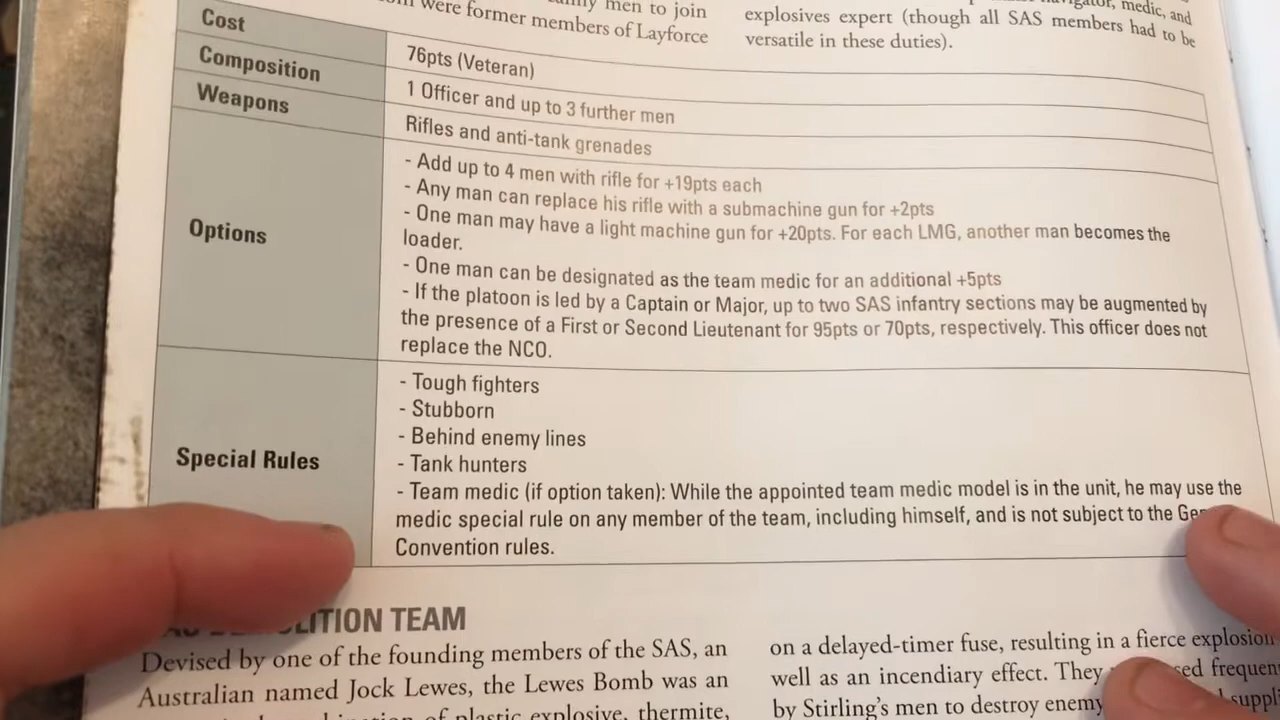 men to join
were former members of Layforce
medic, and
explosives expert (though all SAS members had to be
versatile in these duties).
Cost
76pts (Veteran)
Composition
1 Officer and up to 3 further men
Weapons
Rifles and anti-tank grenades
Options
- Add up to 4 men with rifle for +19pts each
- Any man can replace his rifle with a submachine gun for +2pts
- One man may have a light machine gun for +20pts. For each LMG, another man becomes the
loader.
- One man can be designated as the team medic for an additional +5pts
- If the platoon is led by a Captain or Major, up to two SAS infantry sections may be augmented by
the presence of a First or Second Lieutenant for 95pts or 70pts, respectively. This officer does not
replace the NCO.
Special Rules
- Tough fighters
- Stubborn
- Behind enemy lines
- Tank hunters
- Team medic (if option taken): While the appointed team medic model is in the unit, he may use the
medic special rule on any member of the team, including himself, and is not subject to the
Convention rules.
TEAM
Devised by one of the founding members of the SAS, an
Australian named Jock Lewes, the Lewes Bomb was an
of plastic explosive, thermite,
on a delayed-timer fuse, resulting in a fierce explosion
well as an incendiary effect. They
by Stirling's men to destroy enemy